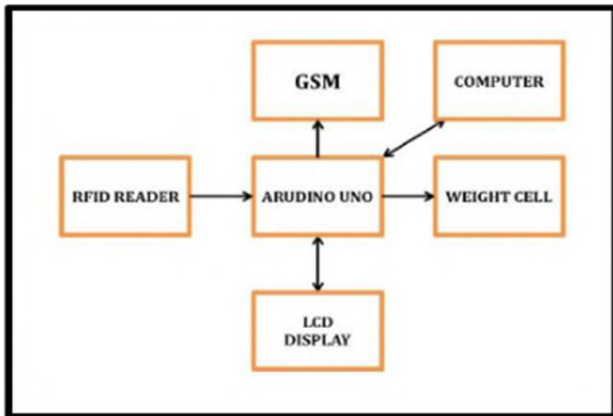 GSM
COMPUTER
RFID READER
ARUDINO UNO
WEIGHT CELL
LCD
DISPLAY